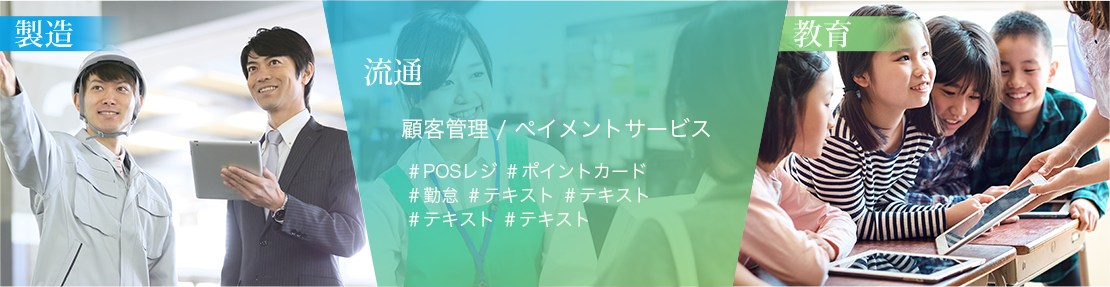 製造
流通
顧客管理 / ペイメントサービス
#POSレジ #ポイントカード
#勤怠 #テキスト #テキスト
#テキスト #テキスト
教育